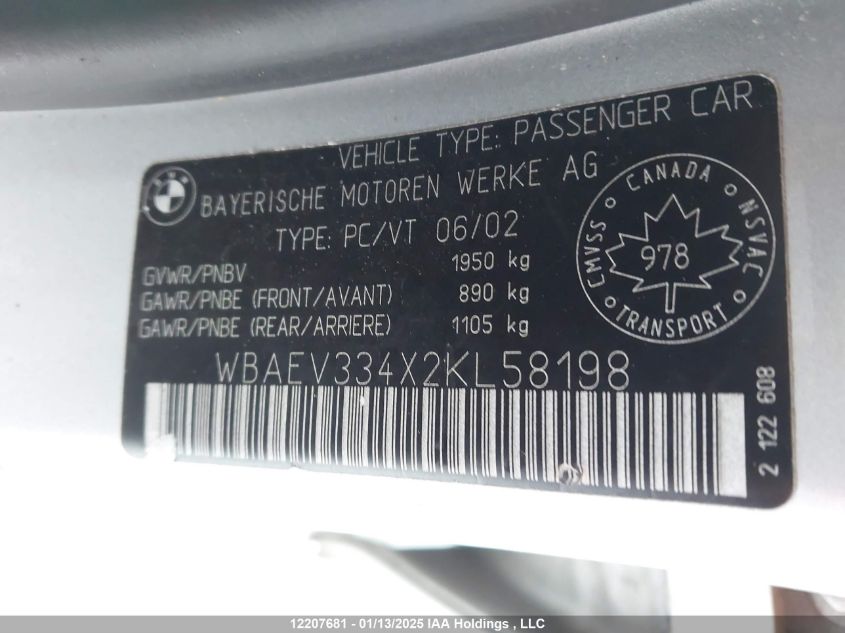 VEHICLE TYPE: PASSENGER CAR
BAYERISCHE MOTOREN WERKE AG
TYPE: PC/VT 06/02
GVWR/PNBV 1950 kg
GAWR/PNBE (FRONT/AVANT) 890 kg
GAWR/PNBE (REAR/ARRIERE) 1105 kg
CANADA
CMVSS 978 NSVAC
TRANSPORT
WBAEV334X2KL58198
2 122 608
12207681 - 01/13/2025 IAA Holdings , LLC